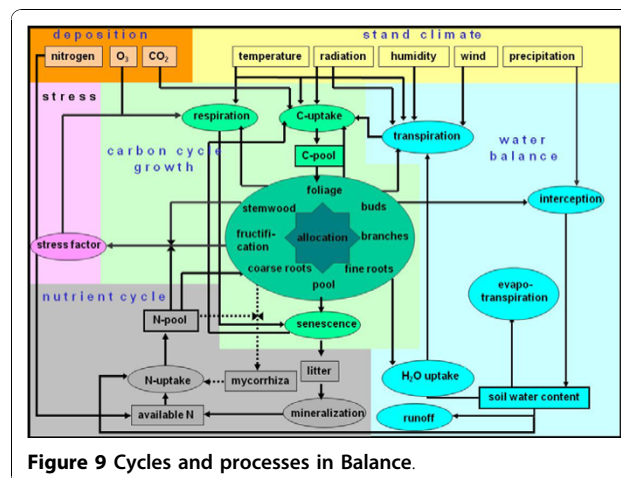 deposition
stand climate
nitrogen
O3
CO2
temperature
radiation
humidity
wind
precipitation
stress
respiration
C-uptake
transpiration
water
balance
carbon cycle
growth
C-pool
foliage
stemwood
buds
interception
fructifi-
cation
allocation
branches
stress factor
coarse roots
fine roots
pool
evapo-
transpiration
nutrient cycle
N-pool
senescence
litter
N-uptake
mycorrhiza
H2O uptake
soil water content
available N
mineralization
runoff
Figure 9 Cycles and processes in Balance.